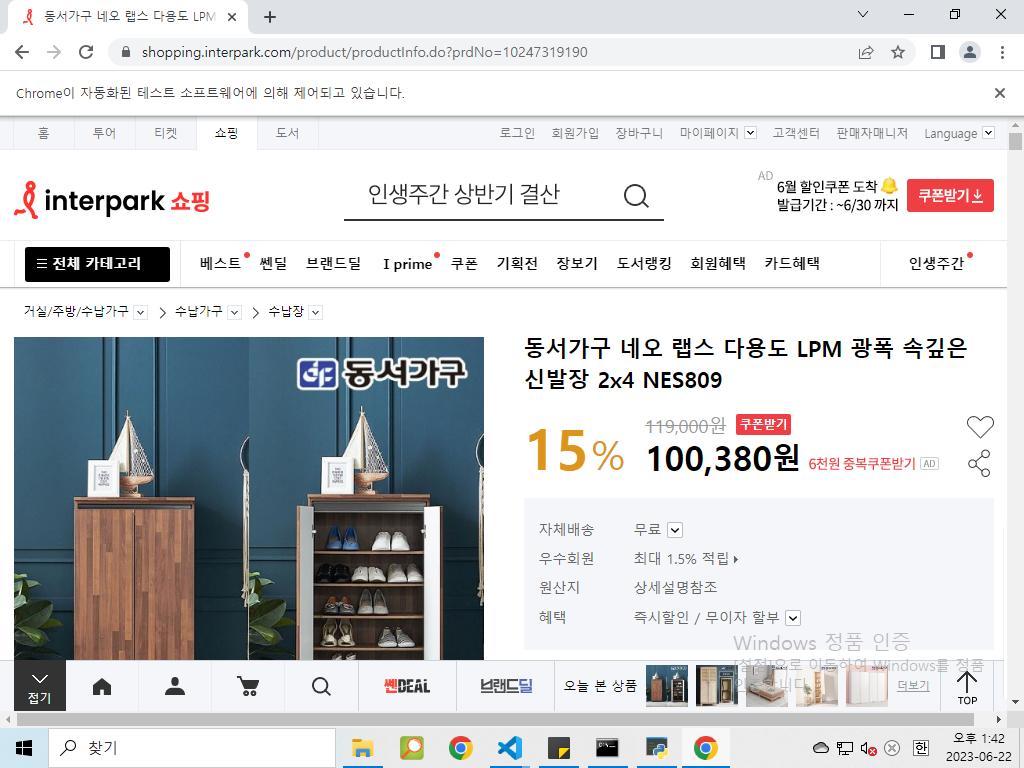 동서가구 네오 랩스 다용도 LPM
shopping.interpark.com/product/productInfo.do?prdNo=10247319190
Chrome이 자동화된 테스트 소프트웨어에 의해 제어되고 있습니다.
홈 투어 티켓 쇼핑 도서 로그인 회원가입 장바구니 마이페이지 고객센터 판매자매니저 Language
interpark 쇼핑
인생주간 상반기 결산
AD
6월 할인쿠폰 도착
발급기간 : ~6/30 까지
쿠폰받기
전체 카테고리 베스트 쎈딜 브랜드딜 I prime 쿠폰 기획전 장보기 도서랭킹 회원혜택 카드혜택 인생주간
거실/주방/수납가구 수납가구 수납장
동서가구
동서가구 네오 랩스 다용도 LPM 광폭 속깊은
신발장 2x4 NES809
15%
119,000원 쿠폰받기
100,380원 6천원 중복쿠폰받기 AD
자체배송 무료
우수회원 최대 1.5% 적립
원산지 상세설명참조
혜택 즉시할인 / 무이자 할부
Windows 정품 인증
[설정]으로 이동하여 Windows를 정품
접기
쎈DEAL
브랜드딜
오늘 본 상품
더보기
TOP
찾기
한
오후 1:42
2023-06-22